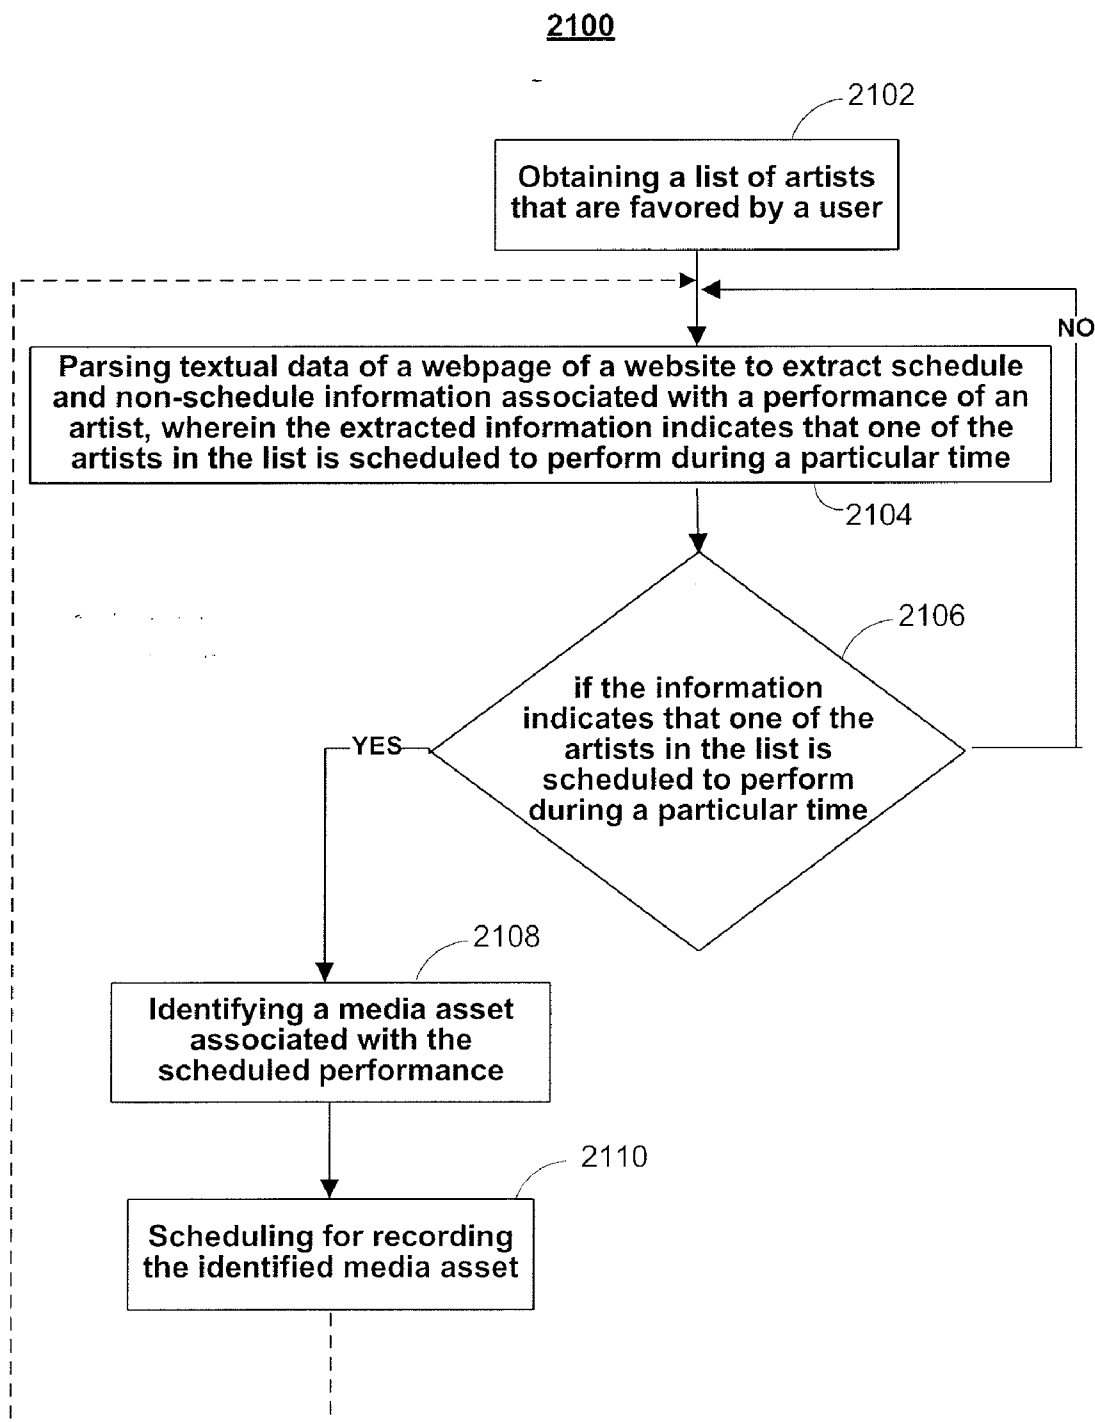 2100
2102
Obtaining a list of artists
that are favored by a user
NO
Parsing textual data of a webpage of a website to extract schedule
and non-schedule information associated with a performance of an
artist, wherein the extracted information indicates that one of the
artists in the list is scheduled to perform during a particular time
2104
2106
if the information
indicates that one of the
artists in the list is
scheduled to perform
during a particular time
YES
2108
Identifying a media asset
associated with the
scheduled performance
2110
Scheduling for recording
the identified media asset